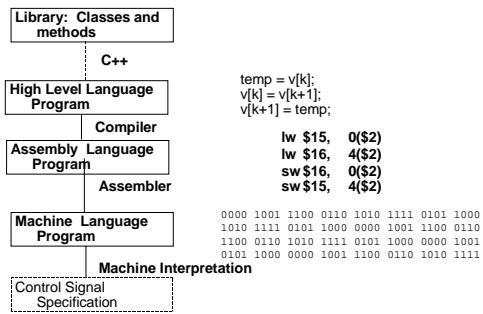 Library: Classes and
methods
C++
High Level Language
Program
temp = v[k];
v[k] = v[k+1];
v[k+1] = temp;
Compiler
Assembly Language
Program
lw $15, 0($2)
lw $16, 4($2)
sw $16, 0($2)
sw $15, 4($2)
Assembler
Machine Language
Program
0000 1001 1100 0110 1010 1111 0101 1000
1010 1111 0101 1000 0000 1001 1100 0110
1100 0110 1010 1111 0101 1000 0000 1001
0101 1000 0000 1001 1100 0110 1010 1111
Machine Interpretation
Control Signal
Specification